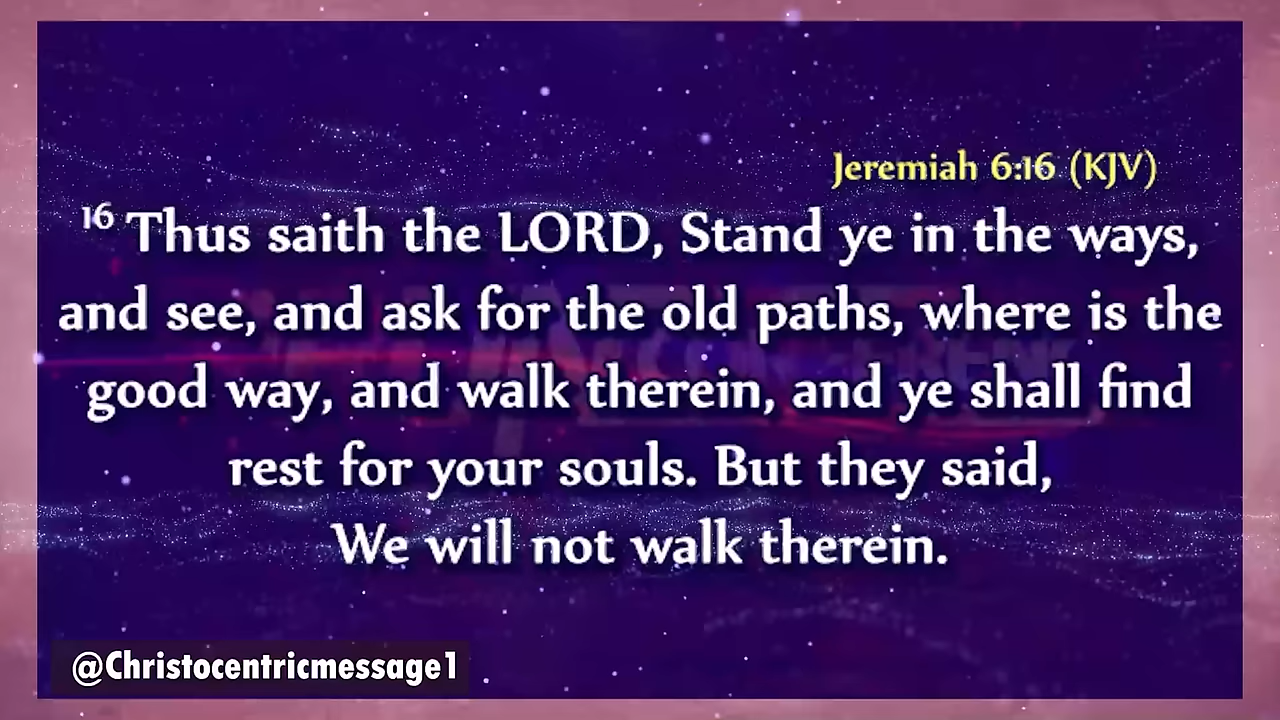 Jeremiah 6:16 (KJV)
16 Thus saith the LORD, Stand ye in the ways,
and see, and ask for the old paths, where is the
good way, and walk therein, and ye shall find
rest for your souls. But they said,
We will not walk therein.
@Christocentricmessage1